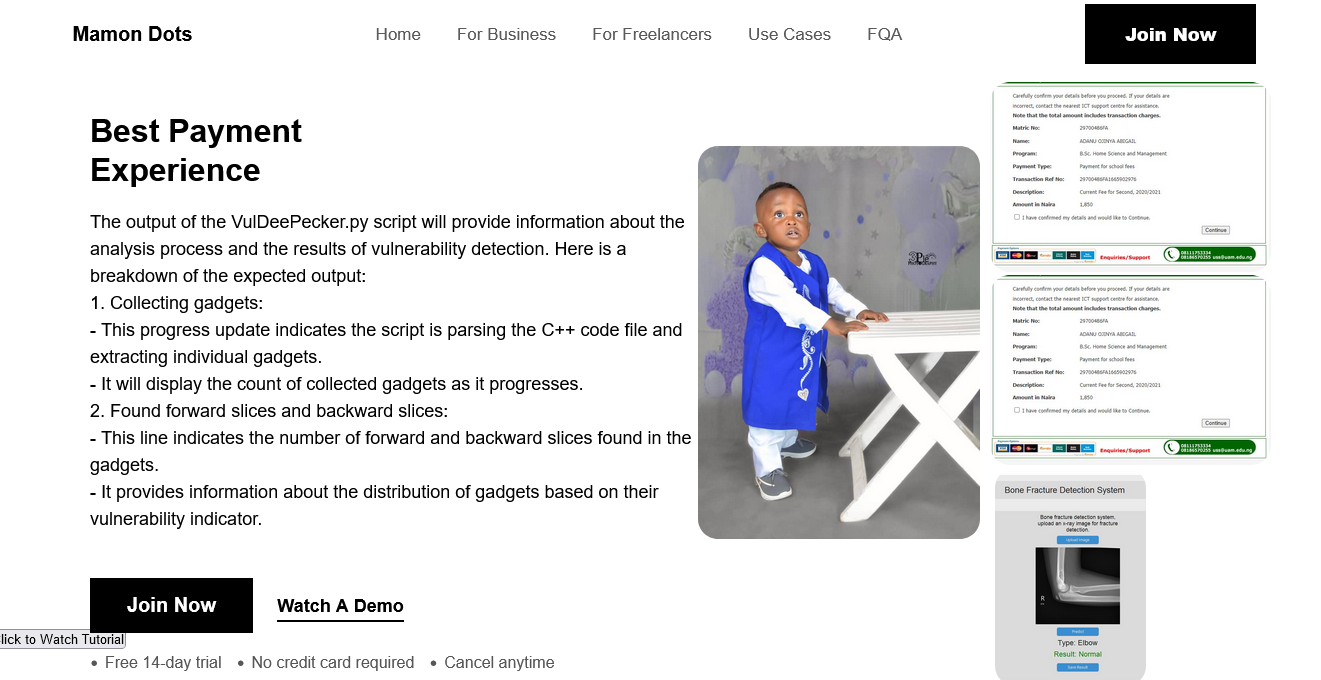 Mamon Dots
Home
For Business
For Freelancers
Use Cases
FQA
Join Now
Best Payment
Experience
The output of the VulDeePecker.py script will provide information about the
analysis process and the results of vulnerability detection. Here is a
breakdown of the expected output:
1. Collecting gadgets:
- This progress update indicates the script is parsing the C++ code file and
extracting individual gadgets.
- It will display the count of collected gadgets as it progresses.
2. Found forward slices and backward slices:
- This line indicates the number of forward and backward slices found in the
gadgets.
- It provides information about the distribution of gadgets based on their
vulnerability indicator.
Join Now
Watch A Demo
lick to Watch Tutorial
Free 14-day trial
No credit card required
Cancel anytime
Carefully confirm your details before you proceed. If your details are
incorrect, contact the nearest ICT support centre for assistance.
Note that the total amount includes transaction charges.
Matric No: 29700486FA
Name: ADANU OJINYA ABIGAIL
Program: B.Sc. Home Science and Management
Payment Type: Payment for school fees
Transaction Ref No: 29700486FA1665902976
Description: Current Fee for Second, 2020/2021
Amount in Naira 1,850
I have confirmed my details and would like to Continue.
Continue
Enquiries/Support
08111753334
08186570255 uss@uam.edu.ng
Carefully confirm your details before you proceed. If your details are
incorrect, contact the nearest ICT support centre for assistance.
Note that the total amount includes transaction charges.
Matric No: 29700486FA
Name: ADANU OJINYA ABIGAIL
Program: B.Sc. Home Science and Management
Payment Type: Payment for school fees
Transaction Ref No: 29700486FA1665902976
Description: Current Fee for Second, 2020/2021
Amount in Naira 1,850
I have confirmed my details and would like to Continue.
Continue
Enquiries/Support
08111753334
08186570255 uss@uam.edu.ng
Bone Fracture Detection System
Bone fracture detection system,
upload an x-ray image for fracture
detection.
Upload Image
R
Predict
Type: Elbow
Result: Normal
Save Result